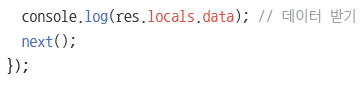 console.log(res.locals.data); // 데이터 받기
next();
});